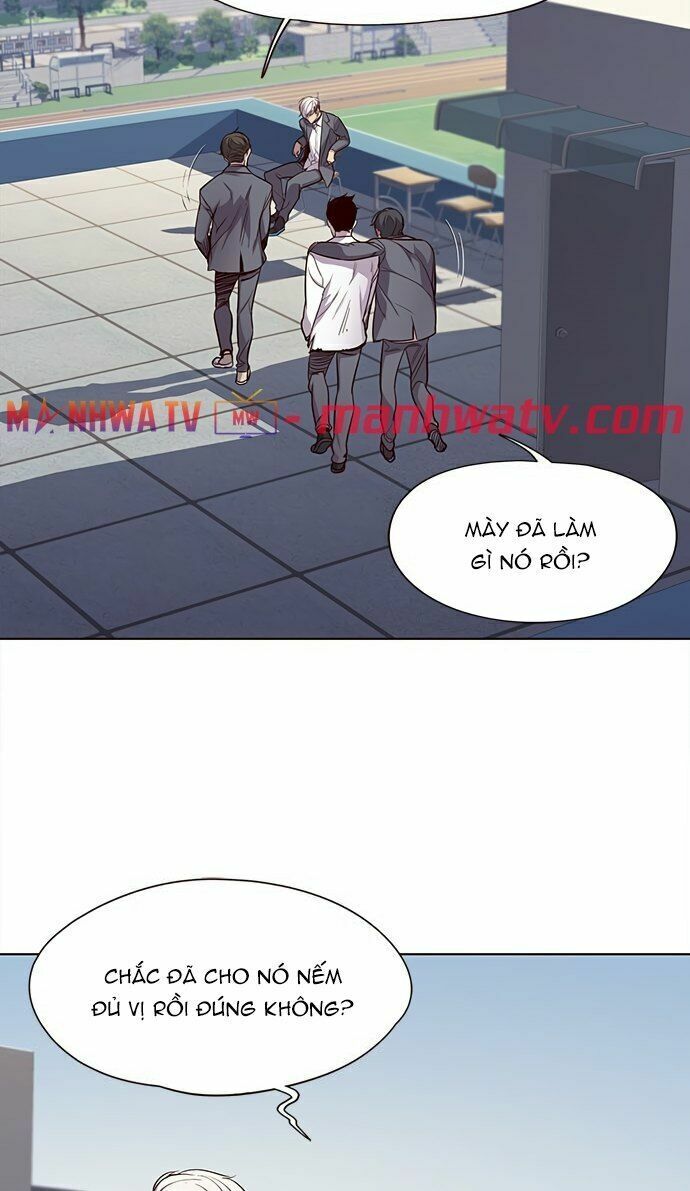 MANHWATV MW - manhwatv.com
MÀY ĐÃ LÀM
GÌ NÓ RỒI?
CHẮC ĐÃ CHO NÓ NẾM
ĐỦ VỊ RỒI ĐÚNG KHÔNG?